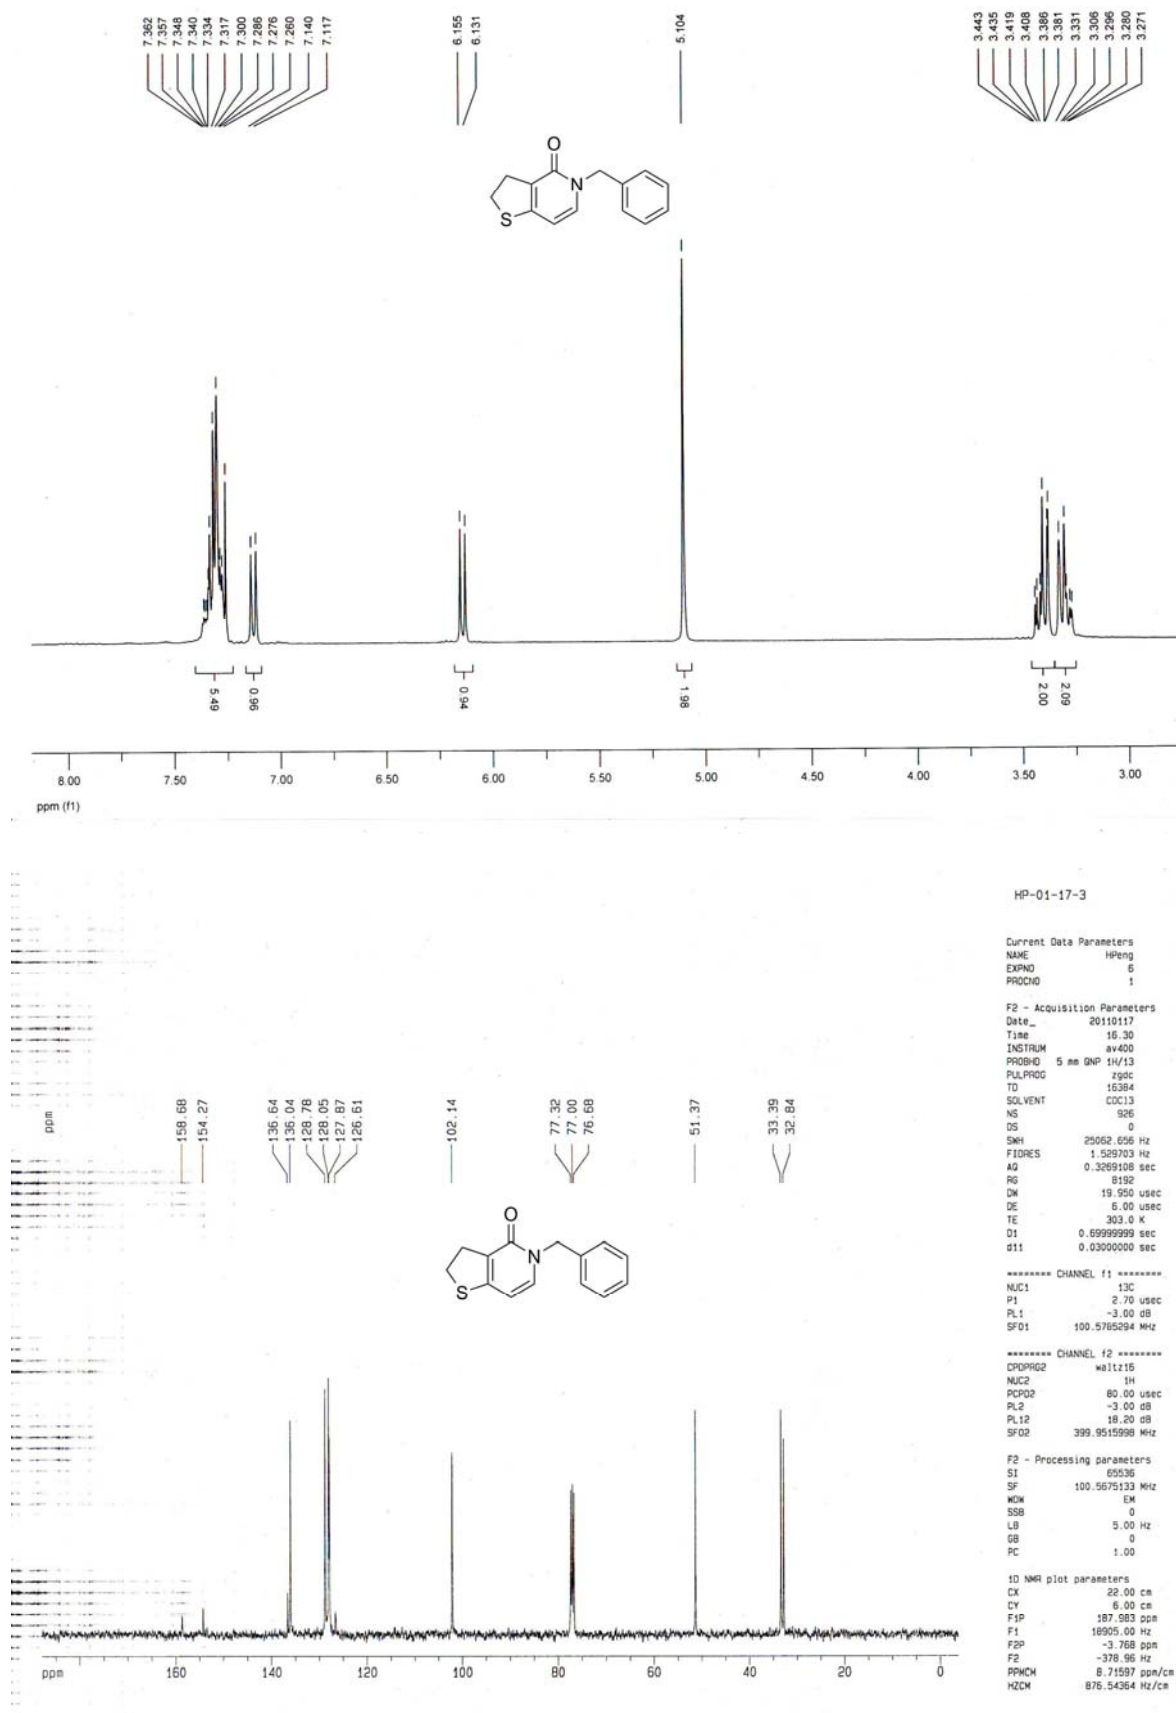 7.362
7.357
7.348
7.340
7.334
7.317
7.300
7.286
7.276
7.260
7.140
7.117
6.155
6.131
5.104
3.443
3.435
3.419
3.408
3.386
3.381
3.331
3.306
3.296
3.280
3.271
O
N
S
5.49
0.96
0.94
1.98
2.00
2.09
8.00 7.50 7.00 6.50 6.00 5.50 5.00 4.50 4.00 3.50 3.00
ppm (f1)
HP-01-17-3
Current Data Parameters
NAME HPeng
EXPNO 6
PROCNO 1
F2 - Acquisition Parameters
Date_ 20110117
Time 16.30
INSTRUM av400
PROBHD 5 mm QNP 1H/13
PULPROG zgdc
TD 16384
SOLVENT CDCl3
NS 926
DS 0
SWH 25062.656 Hz
FIDRES 1.529703 Hz
AQ 0.3269108 sec
RG 8192
DW 19.950 usec
DE 6.00 usec
TE 303.0 K
D1 0.69999999 sec
d11 0.03000000 sec
======== CHANNEL f1 ========
NUC1 13C
P1 2.70 usec
PL1 -3.00 dB
SFO1 100.5785294 MHz
======== CHANNEL f2 ========
CPDPRG2 waltz16
NUC2 1H
PCPD2 80.00 usec
PL2 -3.00 dB
PL12 18.20 dB
SFO2 399.9515998 MHz
F2 - Processing parameters
SI 65536
SF 100.5675133 MHz
WDW EM
SSB 0
LB 5.00 Hz
GB 0
PC 1.00
1D NMR plot parameters
CX 22.00 cm
CY 6.00 cm
F1P 187.983 ppm
F1 18905.00 Hz
F2P -3.768 ppm
F2 -378.96 Hz
PPMCM 8.71597 ppm/cm
HZCM 876.54364 Hz/cm
ppm
158.68
154.27
136.64
136.04
128.78
128.05
127.87
126.61
102.14
77.32
77.00
76.68
51.37
33.39
32.84
O
N
S
ppm 160 140 120 100 80 60 40 20 0